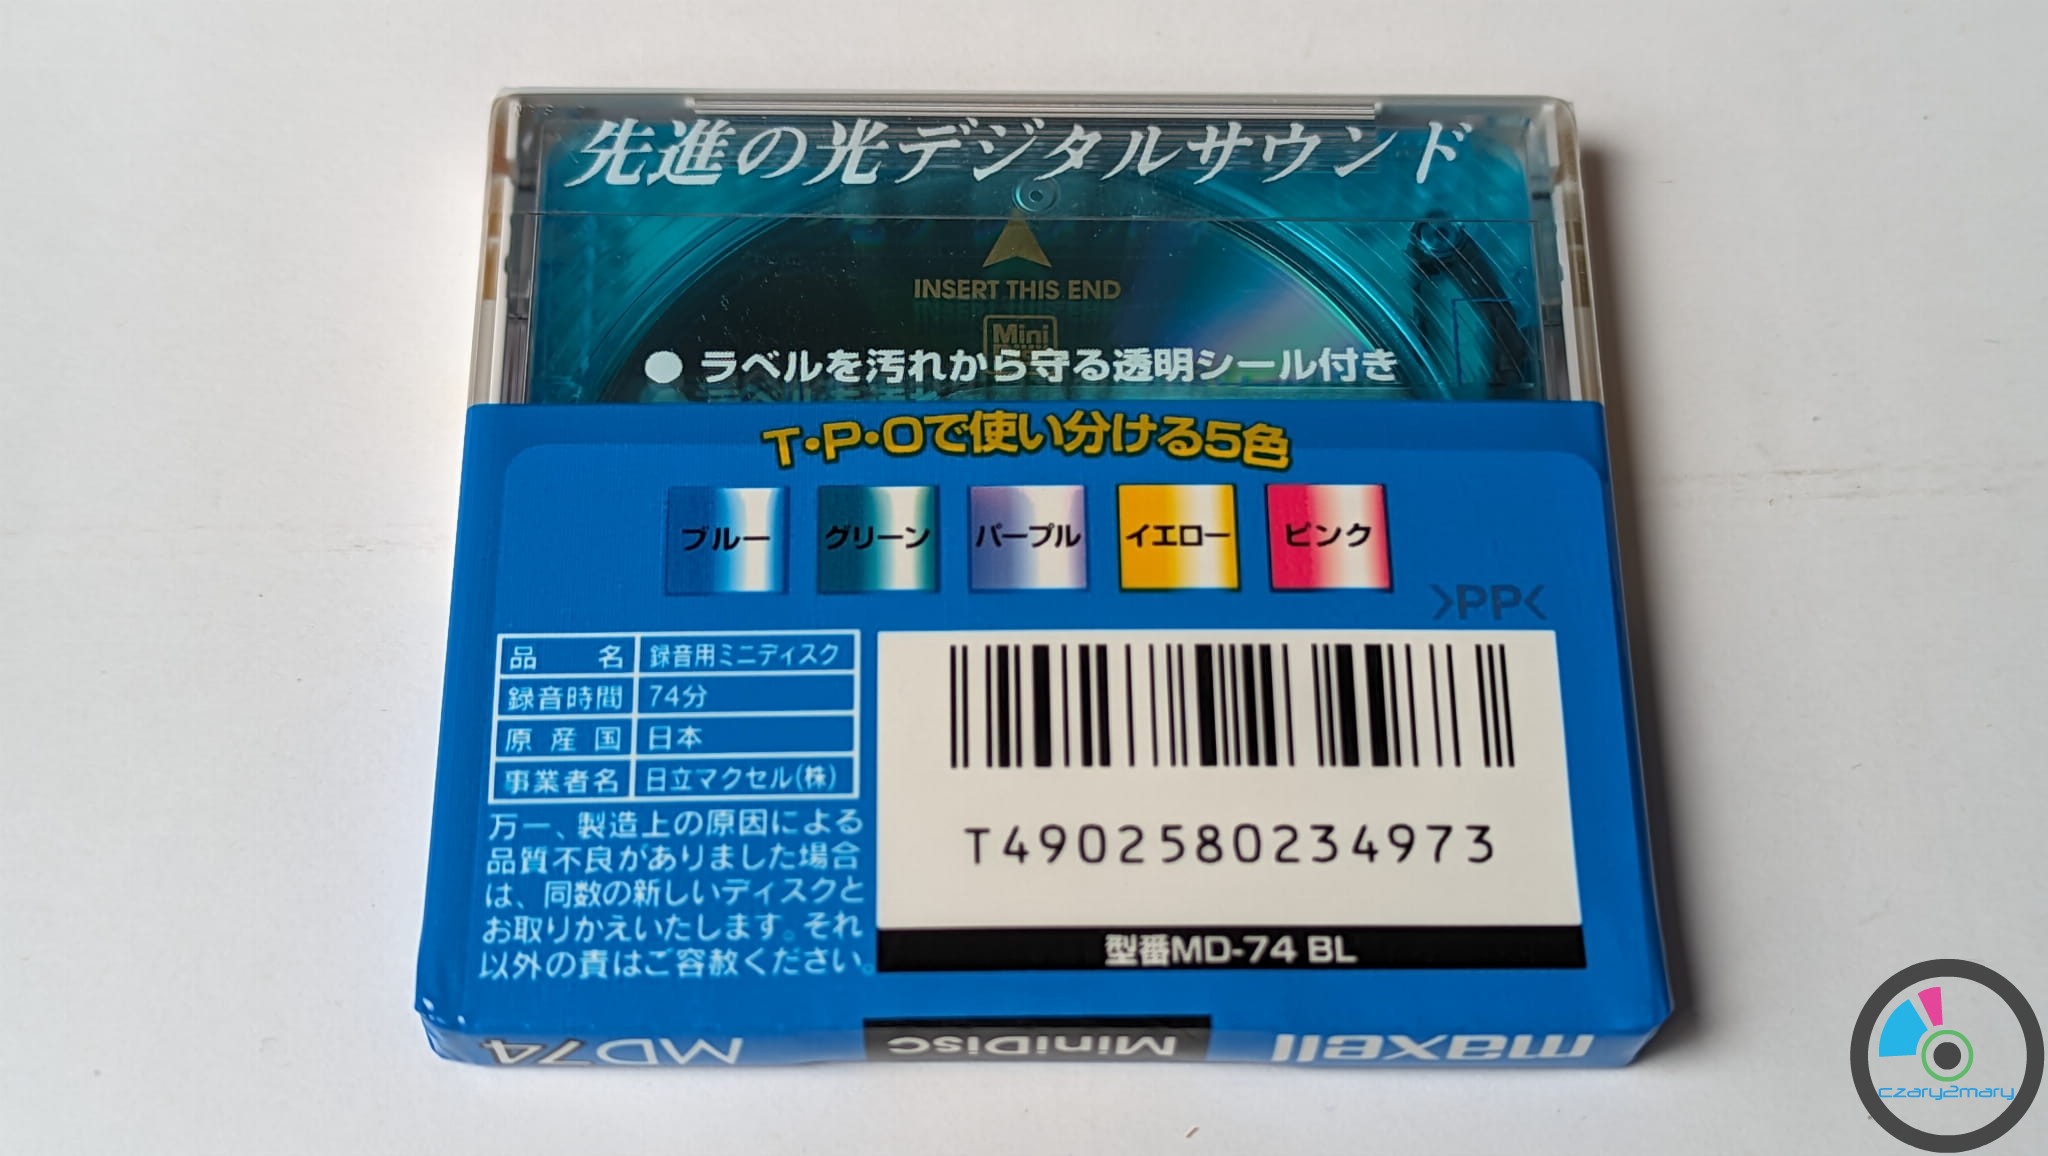 先進の光デジタルサウンド
INSERT THIS END
Mini
● ラベルを汚れから守る透明シール付き
T・P・Oで使い分ける5色
ブルー グリーン パープル イエロー ピンク
>PP<
品名 録音用ミニディスク
録音時間 74分
原産国 日本
事業者名 日立マクセル(株)
万一、製造上の原因による
品質不良がありました場合
は、同数の新しいディスクと
お取りかえいたします。それ
以外の責はご容赦ください。
T4902580234973
型番MD-74 BL
maxell MiniDisc MD74
czary2mary